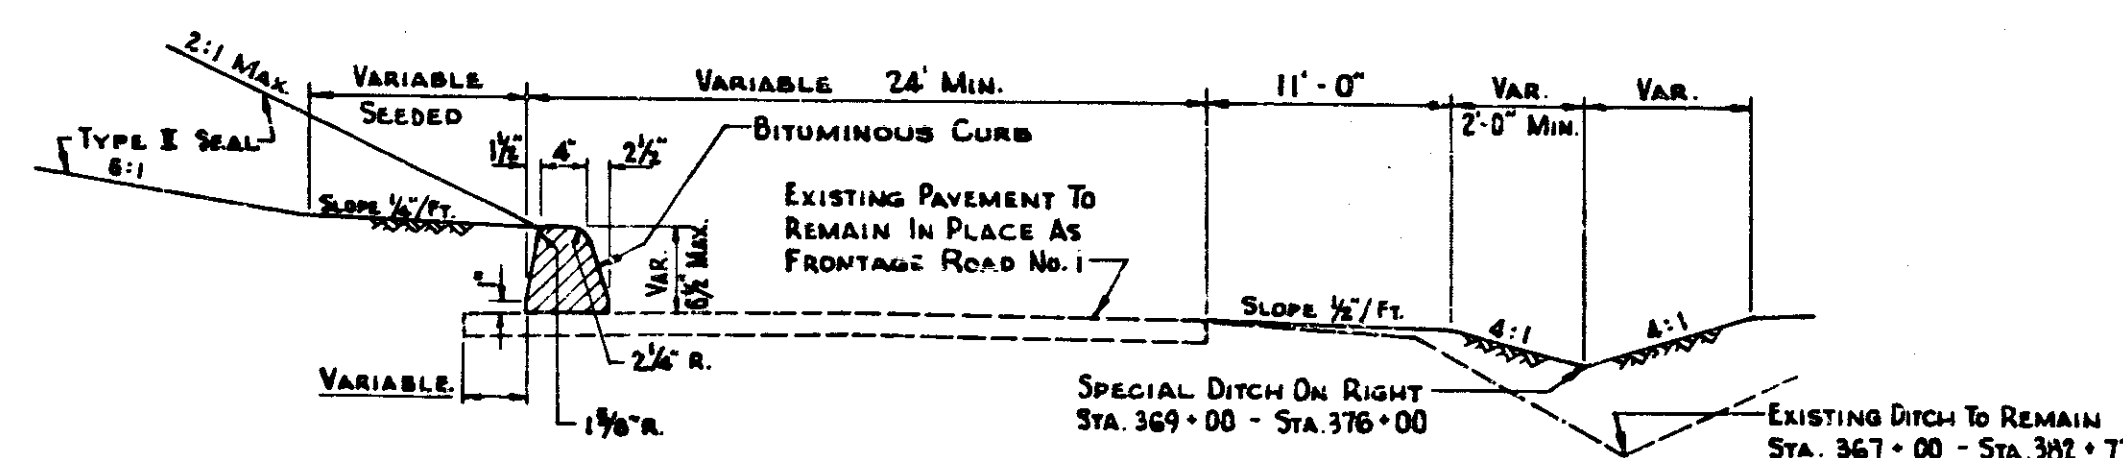 2:1 MAX.
VARIABLE
SEEDED
VARIABLE 24' MIN.
11'-0"
VAR.
2'-0" MIN.
VAR.
TYPE II SEAL
6:1
1½"
4"
2½"
BITUMINOUS CURB
SLOPE ¼"/FT.
EXISTING PAVEMENT TO
REMAIN IN PLACE AS
FRONTAGE ROAD NO. 1
VAR.
6½" MAX.
1"
SLOPE ½"/FT.
4:1
4:1
2¼" R.
VARIABLE
1⅝" R.
SPECIAL DITCH ON RIGHT
STA. 369+00 - STA. 376+00
EXISTING DITCH TO REMAIN
STA. 367+00 - STA. 382+7